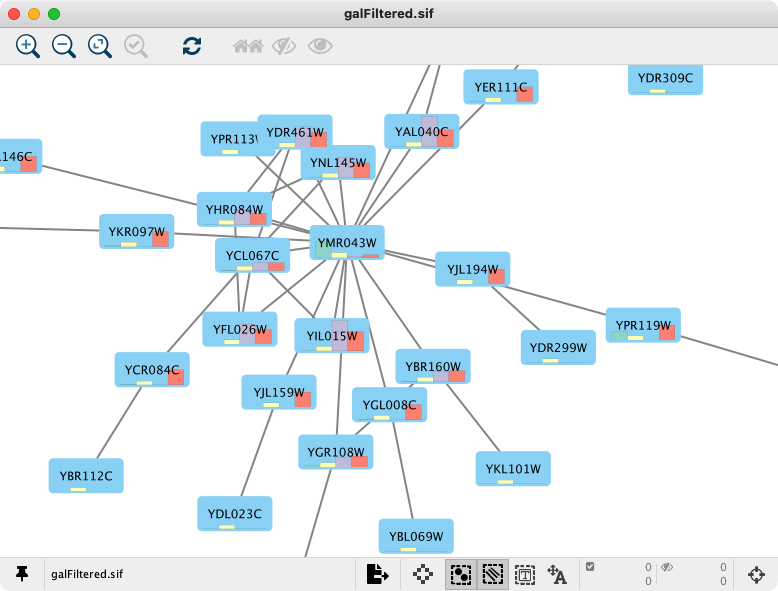 galFiltered.sif
YER111C
YDR309C
YAL040C
YDR461W
YPR113
YNL145W
146C
YHR084W
YKR097W
YMR043W
YCL067C
YJL194W
YPR119W
YFL026W
YIL015W
YDR299W
YCR084C
YBR160W
YJL159W
YGL008C
YGR108W
YBR112C
YKL101W
YDL023C
YBL069W
galFiltered.sif
T
A
0 0
0 0